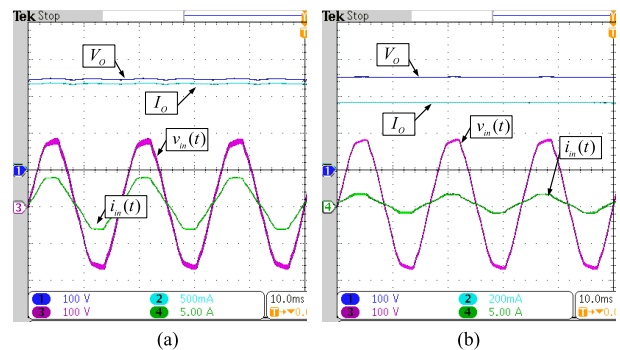 Tek Stop
V_O
I_O
v_in(t)
i_in(t)
1
3
1 100 V 2 500mA 10.0ms
3 100 V 4 5.00 A T→▼0.
(a)
Tek Stop
V_O
I_O
v_in(t)
i_in(t)
1
4
1 100 V 2 200mA 10.0ms
3 100 V 4 5.00 A T→▼0.
(b)